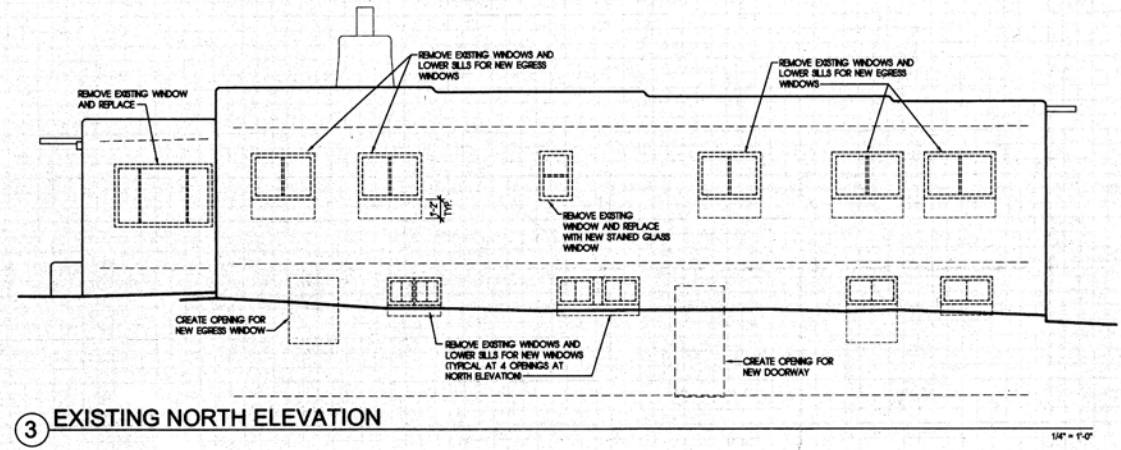 REMOVE EXISTING WINDOWS AND
LOWER SILLS FOR NEW EGRESS
WINDOWS
REMOVE EXISTING WINDOWS AND
LOWER SILLS FOR NEW EGRESS
WINDOWS
REMOVE EXISTING WINDOW
AND REPLACE
REMOVE EXISTING
WINDOW AND REPLACE
WITH NEW STAINED GLASS
WINDOW
CREATE OPENING FOR
NEW EGRESS WINDOW
REMOVE EXISTING WINDOWS AND
LOWER SILLS FOR NEW WINDOWS
(TYPICAL AT 4 OPENINGS AT
NORTH ELEVATION)
CREATE OPENING FOR
NEW DOORWAY
3 EXISTING NORTH ELEVATION
1/4" = 1'-0"